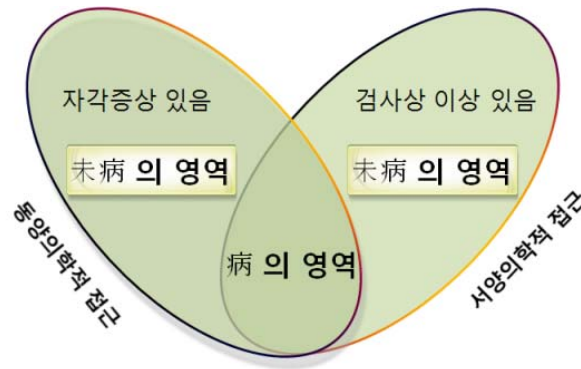 자각증상 있음
검사상 이상 있음
未病 의 영역
未病 의 영역
病 의 영역
동양의학적 접근
서양의학적 접근